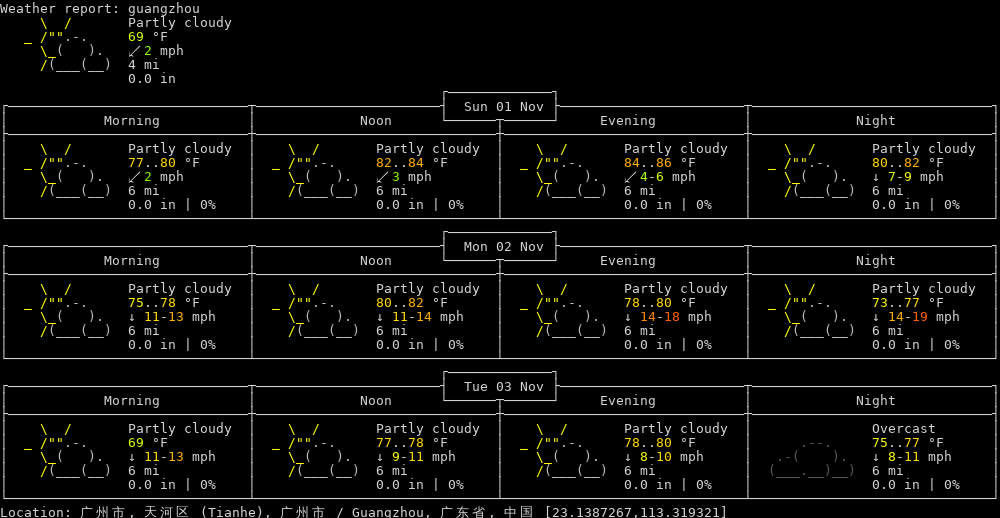 Weather report: guangzhou
Partly cloudy
69 °F
↙ 2 mph
4 mi
0.0 in
Sun 01 Nov
Morning Noon Evening Night
Partly cloudy Partly cloudy Partly cloudy Partly cloudy
77..80 °F 82..84 °F 84..86 °F 80..82 °F
↙ 2 mph ↙ 3 mph ↙ 4-6 mph ↓ 7-9 mph
6 mi 6 mi 6 mi 6 mi
0.0 in | 0% 0.0 in | 0% 0.0 in | 0% 0.0 in | 0%
Mon 02 Nov
Morning Noon Evening Night
Partly cloudy Partly cloudy Partly cloudy Partly cloudy
75..78 °F 80..82 °F 78..80 °F 73..77 °F
↓ 11-13 mph ↓ 11-14 mph ↓ 14-18 mph ↓ 14-19 mph
6 mi 6 mi 6 mi 6 mi
0.0 in | 0% 0.0 in | 0% 0.0 in | 0% 0.0 in | 0%
Tue 03 Nov
Morning Noon Evening Night
Partly cloudy Partly cloudy Partly cloudy Overcast
69 °F 77..78 °F 78..80 °F 75..77 °F
↓ 11-13 mph ↓ 9-11 mph ↓ 8-10 mph ↓ 8-11 mph
6 mi 6 mi 6 mi 6 mi
0.0 in | 0% 0.0 in | 0% 0.0 in | 0% 0.0 in | 0%
Location: 广州市, 天河区 (Tianhe), 广州市 / Guangzhou, 广东省, 中国 [23.1387267,113.319321]